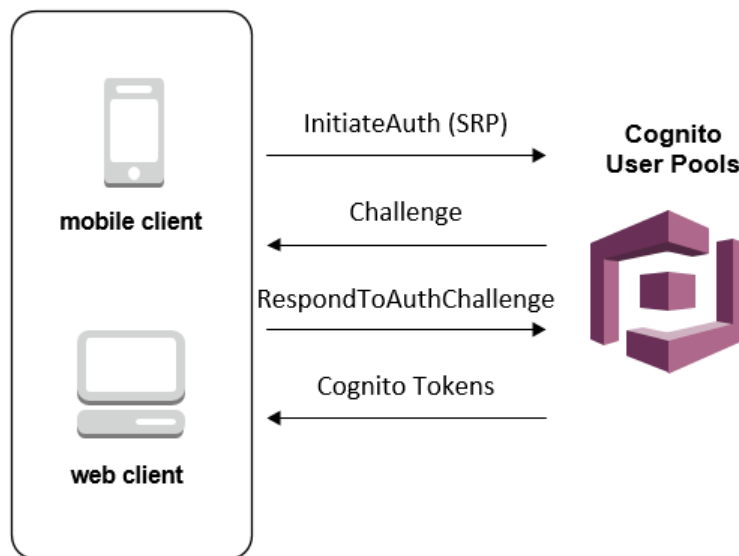 InitiateAuth (SRP)
Cognito
User Pools
mobile client
Challenge
RespondToAuthChallenge
Cognito Tokens
web client